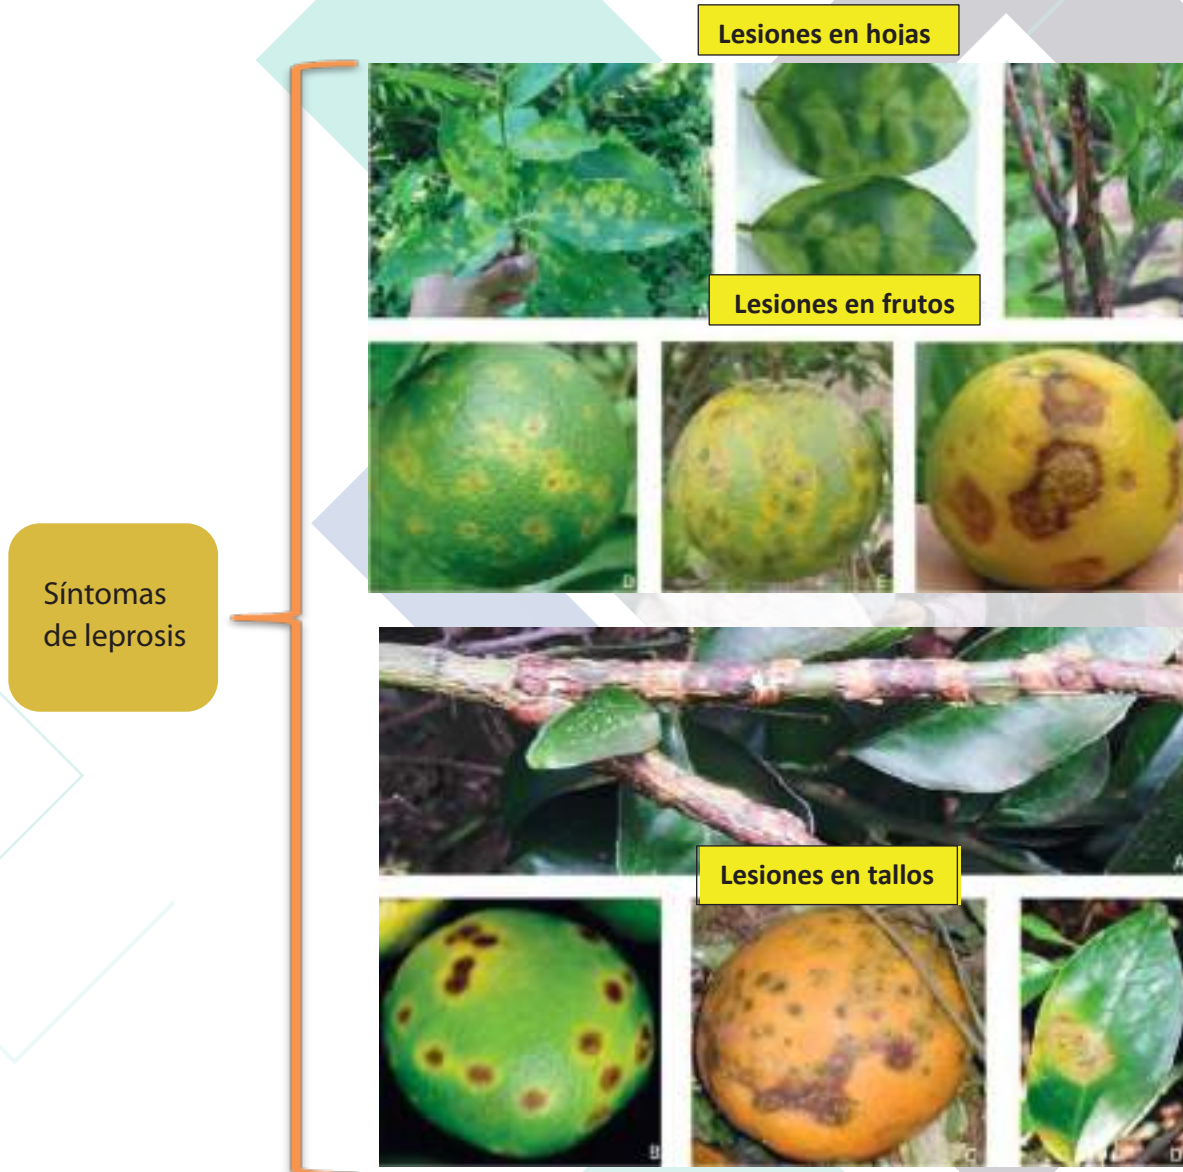 Lesiones en hojas
Lesiones en frutos
D
E
Síntomas
de leprosis
A
Lesiones en tallos
B
C
D